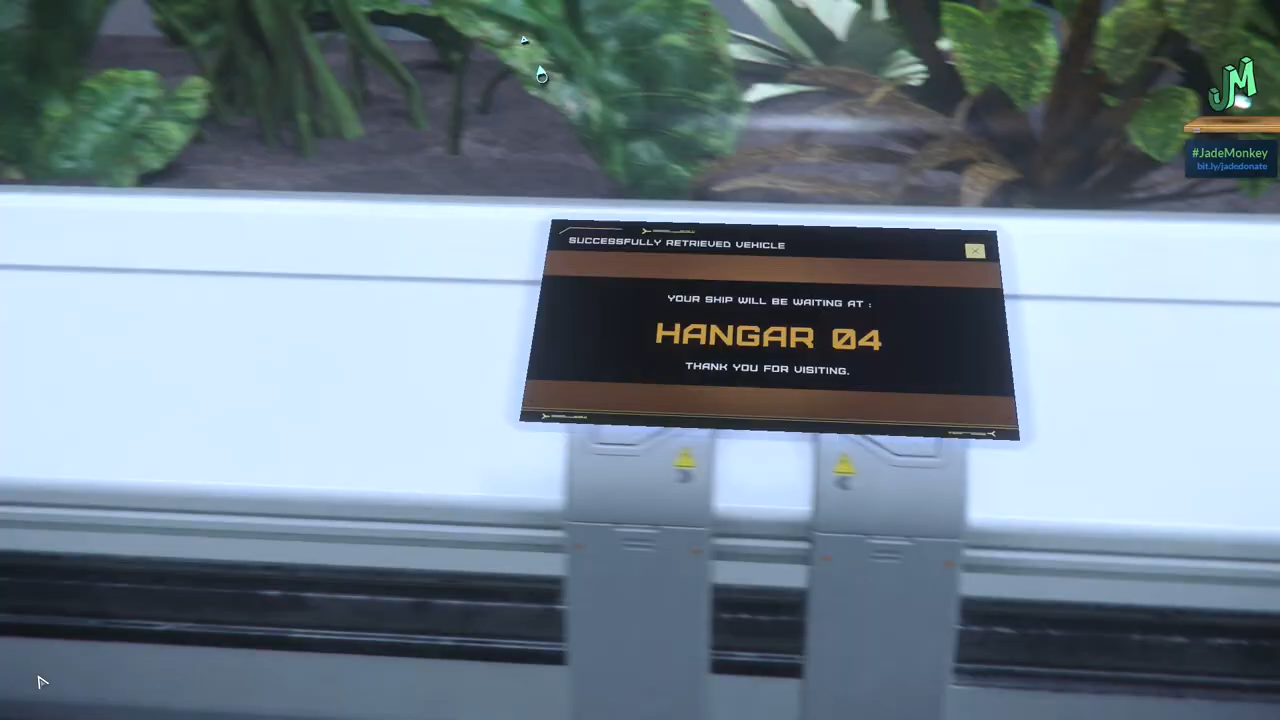 JM
#JadeMonkey
bit.ly/jadedonate
SUCCESSFULLY RETRIEVED VEHICLE
YOUR SHIP WILL BE WAITING AT :
HANGAR 04
THANK YOU FOR VISITING.